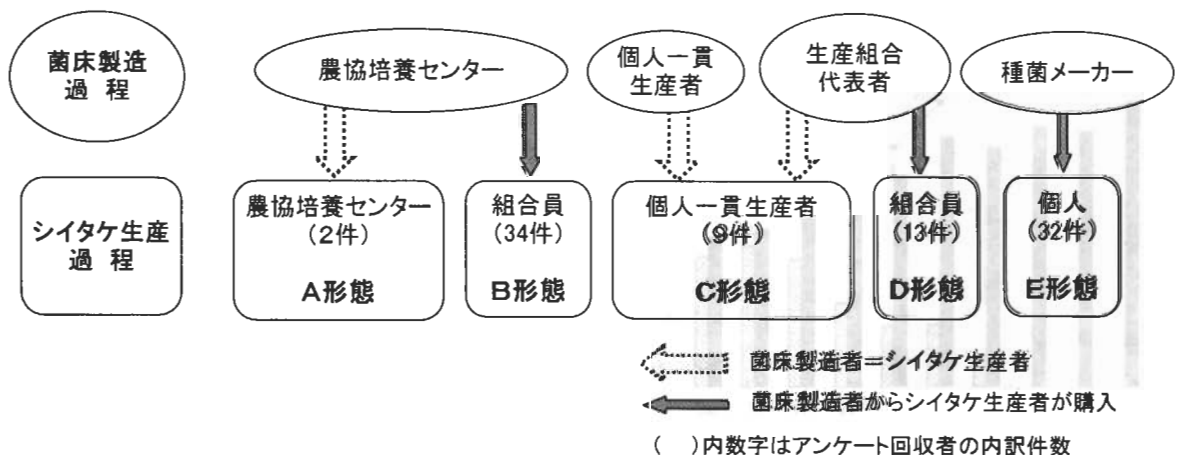 菌床製造
過 程
農協培養センター
個人一貫
生産者
生産組合
代表者
種菌メーカー
シイタケ生産
過 程
農協培養センター
(2件)
A形態
組合員
(34件)
B形態
個人一貫生産者
(9件)
C形態
組合員
(13件)
D形態
個人
(32件)
E形態
菌床製造者=シイタケ生産者
菌床製造者からシイタケ生産者が購入
( )内数字はアンケート回収者の内訳件数